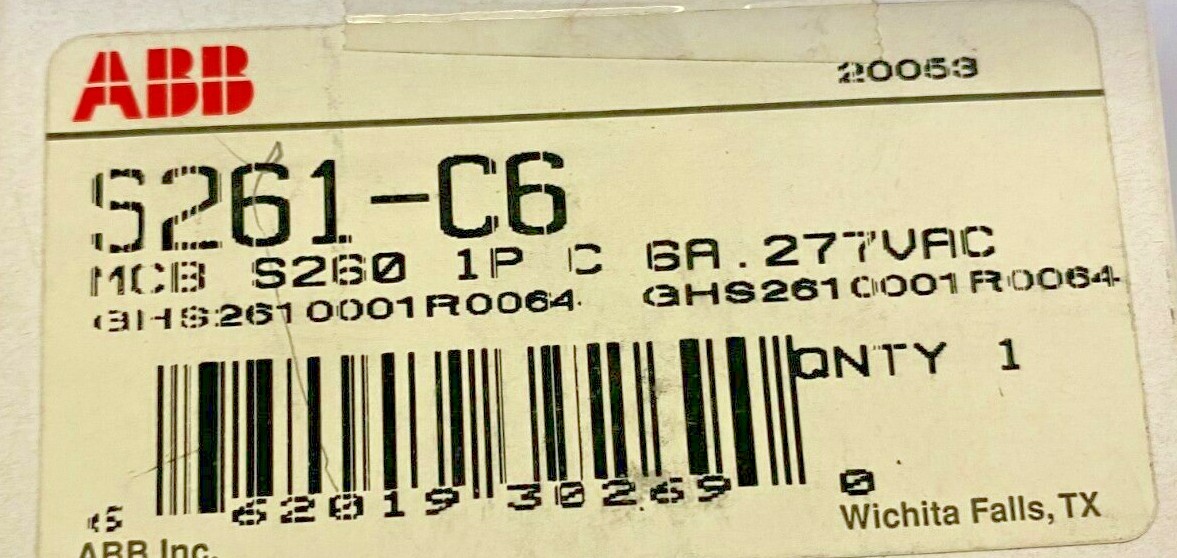 ABB
20053
S261-C6
MCB S260 1P C 6A.277VAC
GHS2610001R0064 GHS2610001R0064
QNTY 1
6 62019 30269 0
Wichita Falls, TX
ABB Inc.